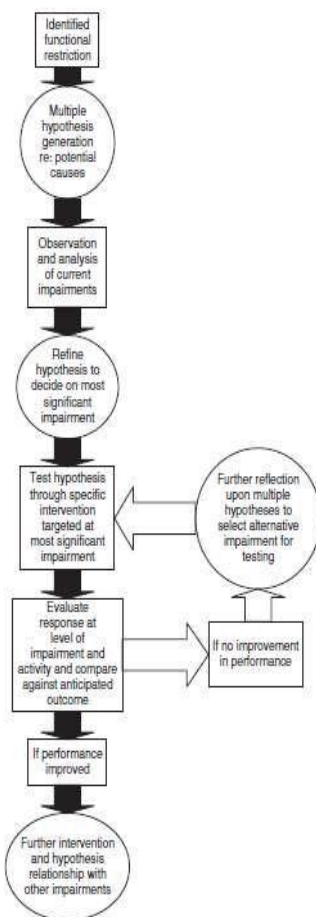 Identified
functional
restriction
Multiple
hypothesis
generation
re: potential
causes
Observation
and analysis
of current
impairments
Refine
hypothesis to
decide on most
significant
impairment
Test hypothesis
through specific
intervention
targeted at
most significant
impairment
Further reflection
upon multiple
hypotheses to
select alternative
impairment for
testing
Evaluate
response at
level of
impairment
and activity and
compare against
anticipated
outcome
If no improvement
in performance
If performance
improved
Further intervention
and hypothesis
relationship with
other impairments